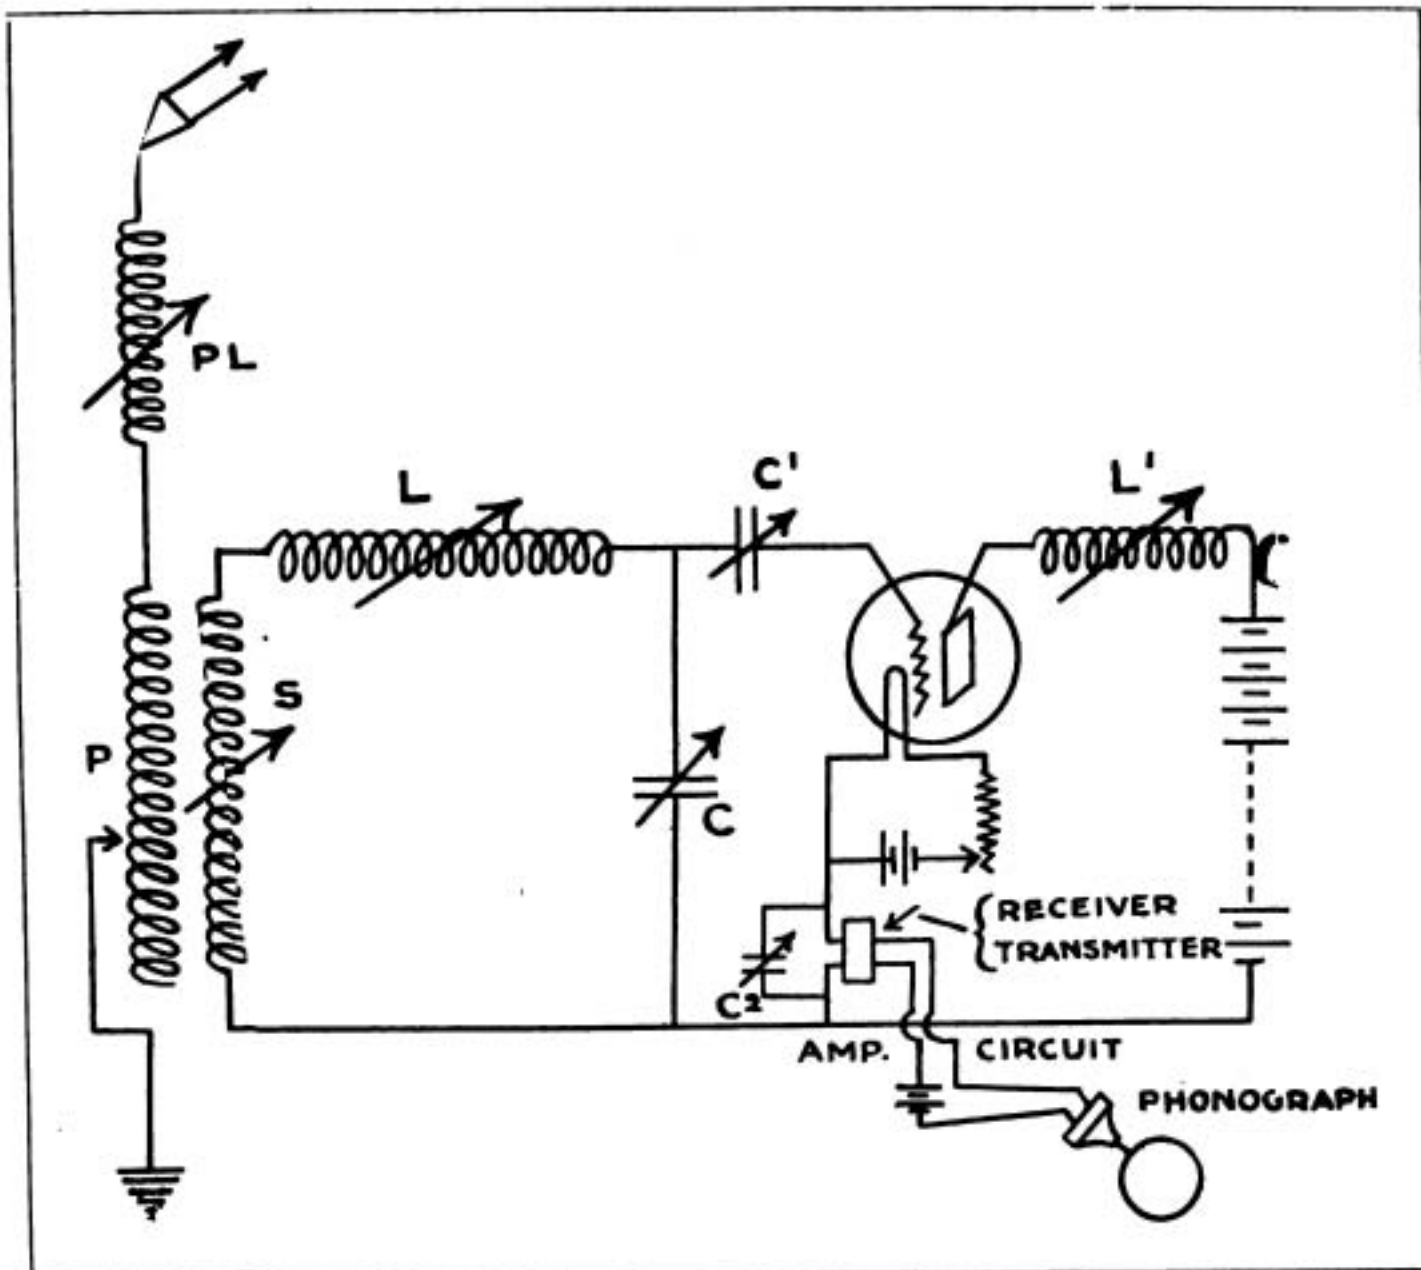 PL
L
C'
L'
S
P
C
RECEIVER
TRANSMITTER
C2
AMP. CIRCUIT
PHONOGRAPH